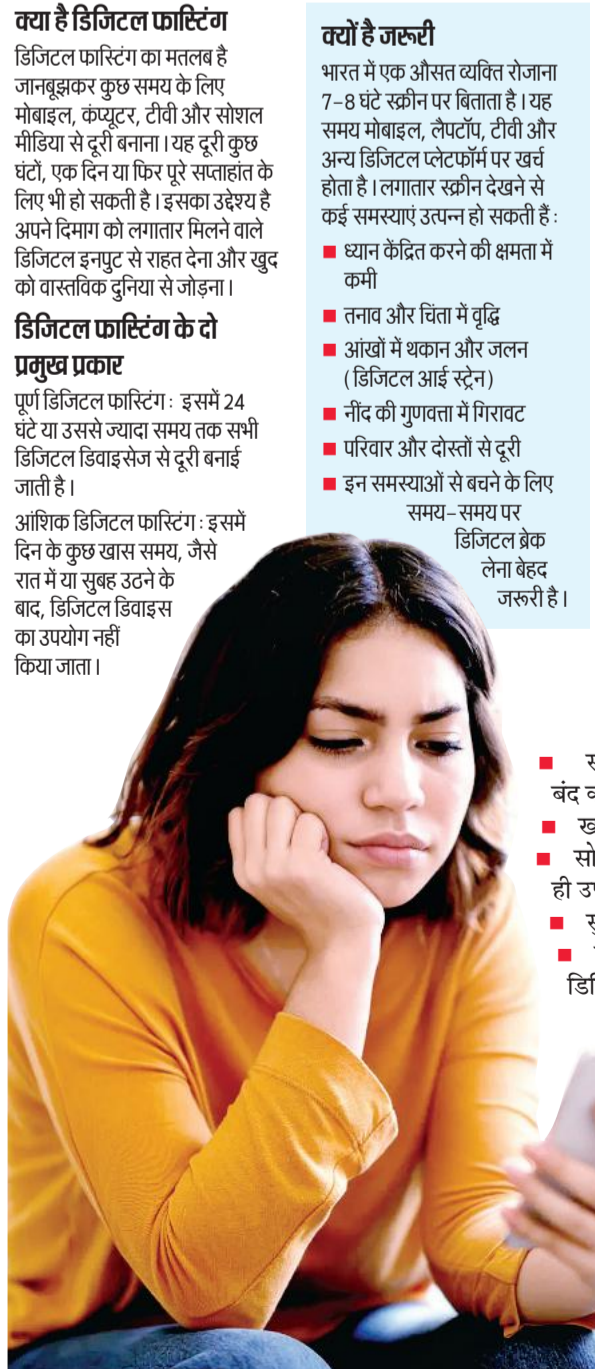 क्या है डिजिटल फास्टिंग
डिजिटल फास्टिंग का मतलब है
जानबूझकर कुछ समय के लिए
मोबाइल, कंप्यूटर, टीवी और सोशल
मीडिया से दूरी बनाना। यह दूरी कुछ
घंटों, एक दिन या फिर पूरे सप्ताहांत के
लिए भी हो सकती है। इसका उद्देश्य है
अपने दिमाग को लगातार मिलने वाले
डिजिटल इनपुट से राहत देना और खुद
को वास्तविक दुनिया से जोड़ना।
डिजिटल फास्टिंग के दो
प्रमुख प्रकार
पूर्ण डिजिटल फास्टिंग : इसमें 24
घंटे या उससे ज्यादा समय तक सभी
डिजिटल डिवाइसेज से दूरी बनाई
जाती है।
आंशिक डिजिटल फास्टिंग : इसमें
दिन के कुछ खास समय, जैसे
रात में या सुबह उठने के
बाद, डिजिटल डिवाइस
का उपयोग नहीं
किया जाता।
क्यों है जरूरी
भारत में एक औसत व्यक्ति रोजाना
7-8 घंटे स्क्रीन पर बिताता है। यह
समय मोबाइल, लैपटॉप, टीवी और
अन्य डिजिटल प्लेटफॉर्म पर खर्च
होता है। लगातार स्क्रीन देखने से
कई समस्याएं उत्पन्न हो सकती हैं :
■ ध्यान केंद्रित करने की क्षमता में
कमी
■ तनाव और चिंता में वृद्धि
■ आंखों में थकान और जलन
(डिजिटल आई स्ट्रेन)
■ नींद की गुणवत्ता में गिरावट
■ परिवार और दोस्तों से दूरी
■ इन समस्याओं से बचने के लिए
समय-समय पर
डिजिटल ब्रेक
लेना बेहद
जरूरी है।
बंद
ही